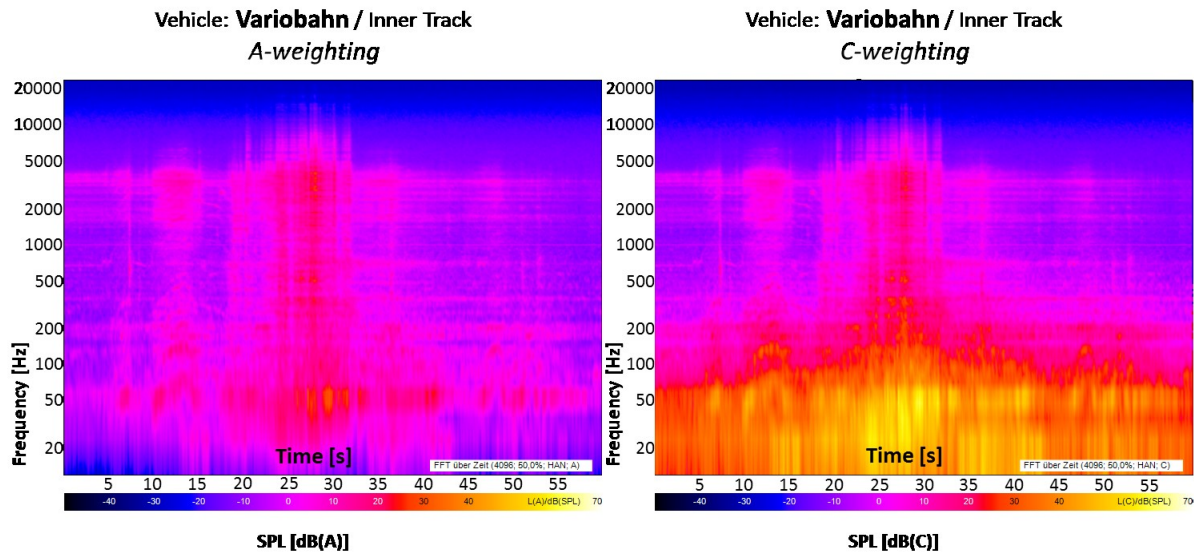 Vehicle: Variobahn / Inner Track
A-weighting
20000
10000
5000
2000
1000
500
200
100
50
20
Frequency [Hz]
Time [s]
FFT über Zeit (4096; 50,0%; HAN; A)
5 10 15 20 25 30 35 40 45 50 55
-40 -30 -20 -10 0 10 20 30 40 50 L(A)/dB(SPL) 70
SPL [dB(A)]
Vehicle: Variobahn / Inner Track
C-weighting
20000
10000
5000
2000
1000
500
200
100
50
20
Frequency [Hz]
Time [s]
FFT über Zeit (4096; 50,0%; HAN; C)
5 10 15 20 25 30 35 40 45 50 55
-40 -30 -20 -10 0 10 20 30 40 50 L(C)/dB(SPL) 70
SPL [dB(C)]